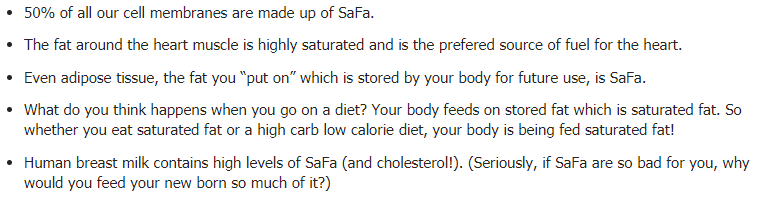 • 50% of all our cell membranes are made up of SaFa.
• The fat around the heart muscle is highly saturated and is the prefered source of fuel for the heart.
• Even adipose tissue, the fat you “put on” which is stored by your body for future use, is SaFa.
• What do you think happens when you go on a diet? Your body feeds on stored fat which is saturated fat. So
whether you eat saturated fat or a high carb low calorie diet, your body is being fed saturated fat!
• Human breast milk contains high levels of SaFa (and cholesterol!). (Seriously, if SaFa are so bad for you, why
would you feed your new born so much of it?)